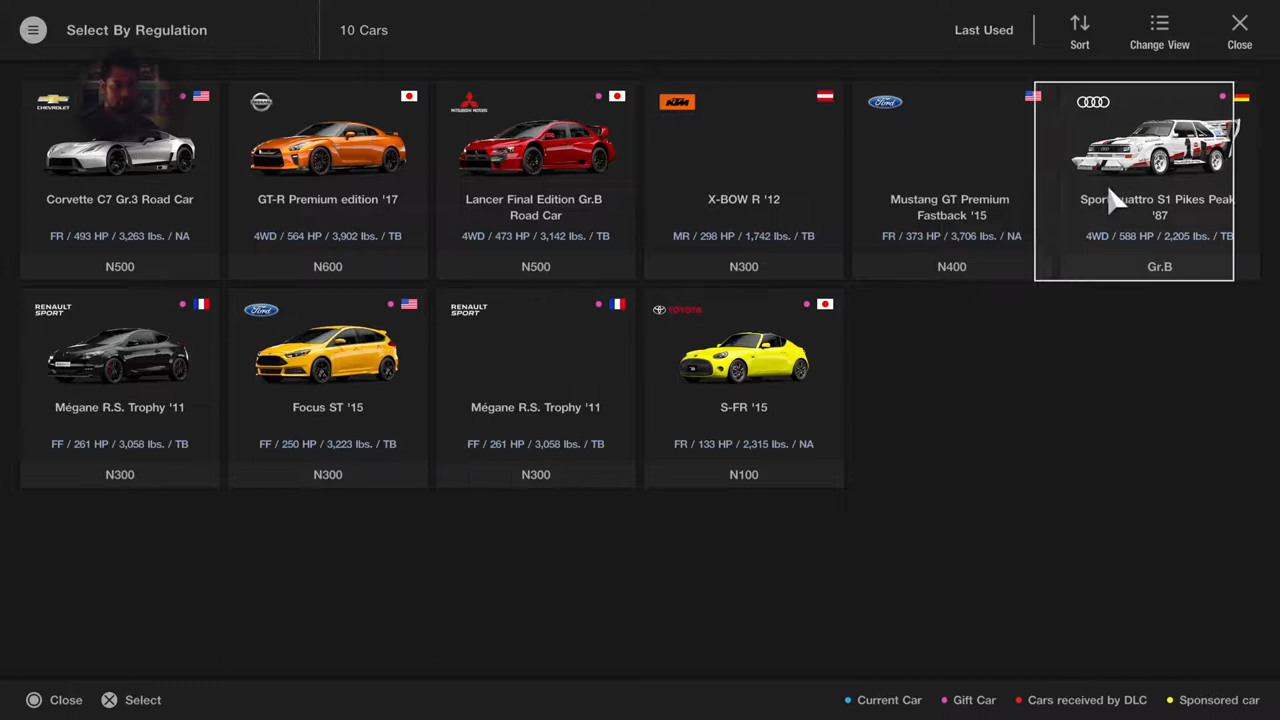 Select By Regulation
10 Cars
Last Used
Sort
Change View
Close
CHEVROLET
Corvette C7 Gr.3 Road Car
FR / 493 HP / 3,263 lbs. / NA
N500
NISSAN
GT-R Premium edition '17
4WD / 564 HP / 3,902 lbs. / TB
N600
MITSUBISHI MOTORS
Lancer Final Edition Gr.B
Road Car
4WD / 473 HP / 3,142 lbs. / TB
N500
KTM
X-BOW R '12
MR / 298 HP / 1,742 lbs. / TB
N300
Ford
Mustang GT Premium
Fastback '15
FR / 373 HP / 3,706 lbs. / NA
N400
Sport quattro S1 Pikes Peak
'87
4WD / 588 HP / 2,205 lbs. / TB
Gr.B
RENAULT SPORT
Mégane R.S. Trophy '11
FF / 261 HP / 3,058 lbs. / TB
N300
Ford
Focus ST '15
FF / 250 HP / 3,223 lbs. / TB
N300
RENAULT SPORT
Mégane R.S. Trophy '11
FF / 261 HP / 3,058 lbs. / TB
N300
TOYOTA
S-FR '15
FR / 133 HP / 2,315 lbs. / NA
N100
Close
Select
Current Car
Gift Car
Cars received by DLC
Sponsored car